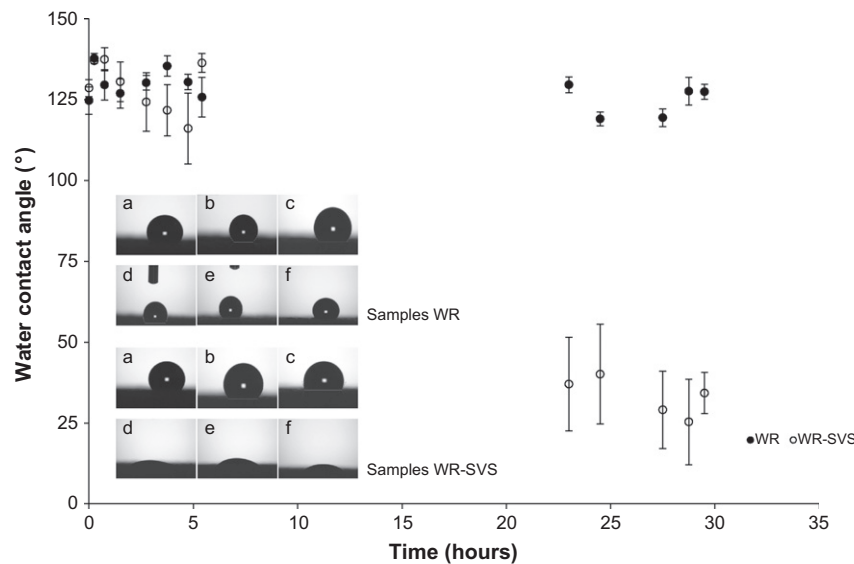 150
125
100
75
50
25
0
Water contact angle (°)
a b c
d e f
Samples WR
a b c
d e f
Samples WR-SVS
WR WR-SVS
0 5 10 15 20 25 30 35
Time (hours)